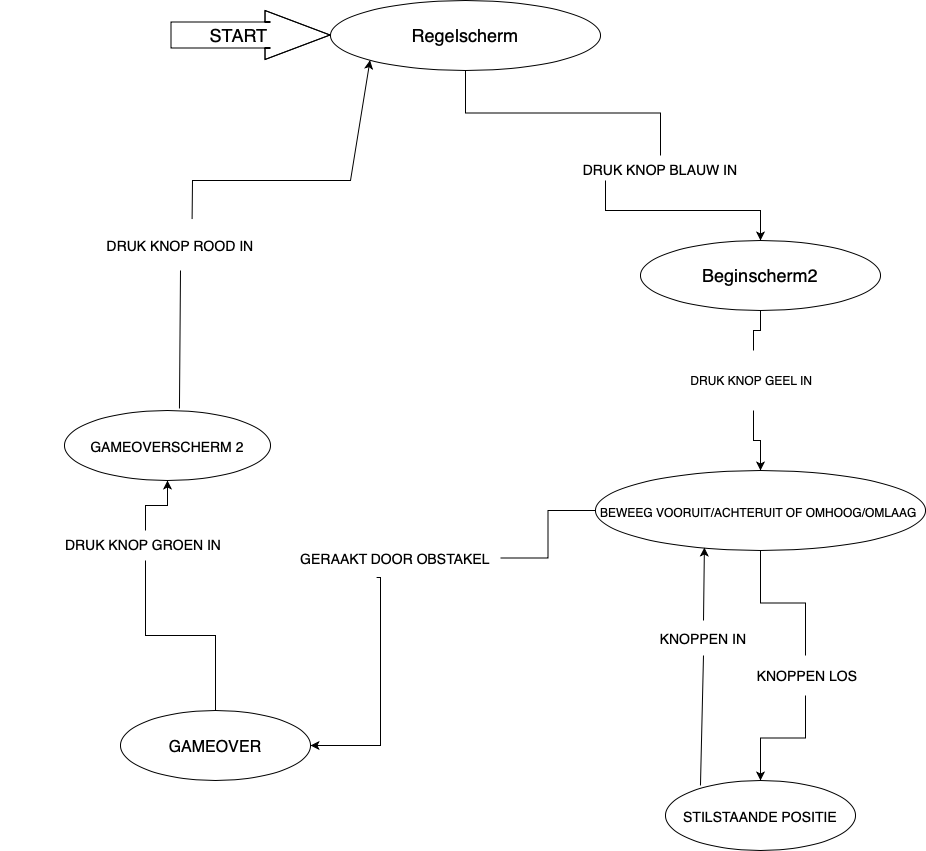 START
Regelscherm
DRUK KNOP BLAUW IN
DRUK KNOP ROOD IN
Beginscherm2
DRUK KNOP GEEL IN
GAMEOVERSCHERM 2
BEWEEG VOORUIT/ACHTERUIT OF OMHOOG/OMLAAG
DRUK KNOP GROEN IN
GERAAKT DOOR OBSTAKEL
KNOPPEN IN
KNOPPEN LOS
GAMEOVER
STILSTAANDE POSITIE